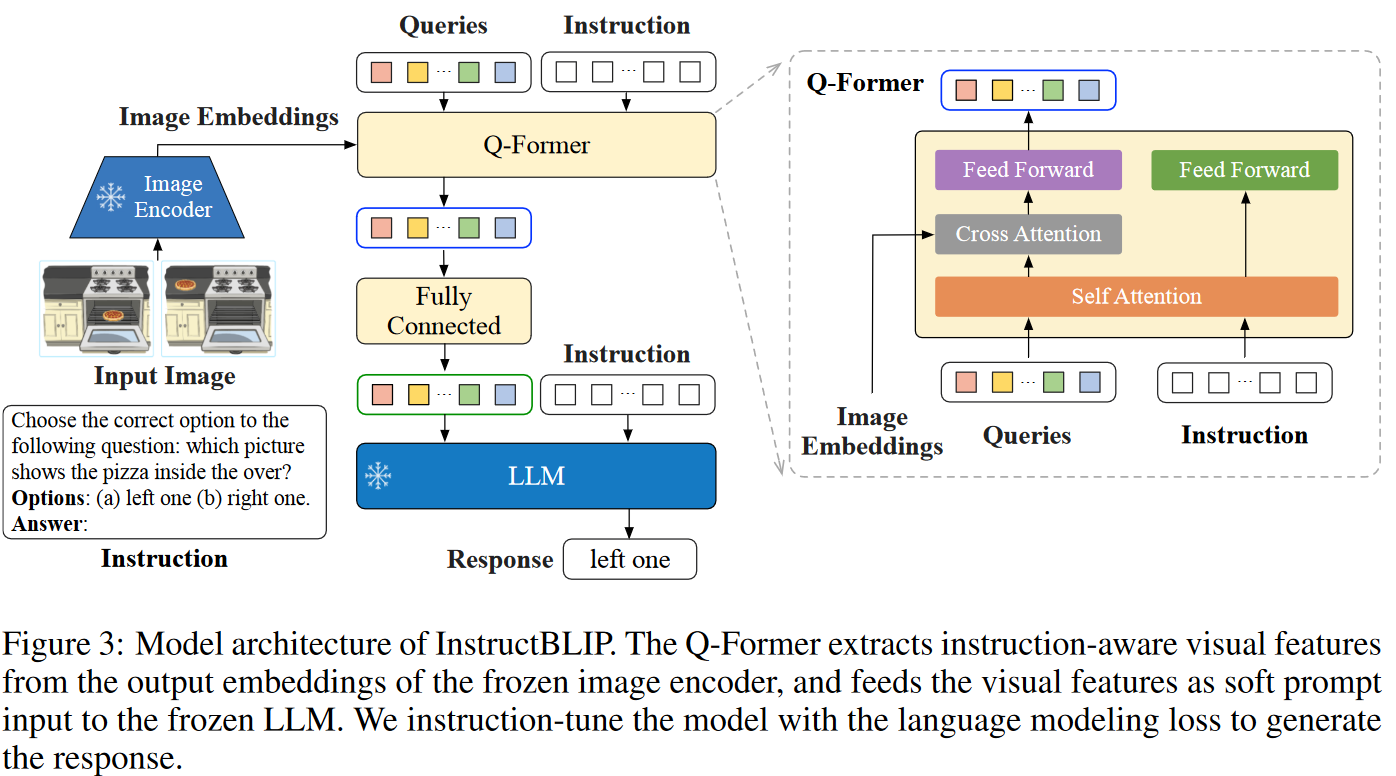 Queries
Instruction
Image Embeddings
Q-Former
Image
Encoder
Input Image
Fully
Connected
Instruction
LLM
Response
left one
Choose the correct option to the
following question: which picture
shows the pizza inside the over?
Options: (a) left one (b) right one.
Answer:
Instruction
Q-Former
Feed Forward
Feed Forward
Cross Attention
Self Attention
Image
Embeddings
Queries
Instruction
Figure 3: Model architecture of InstructBLIP. The Q-Former extracts instruction-aware visual features
from the output embeddings of the frozen image encoder, and feeds the visual features as soft prompt
input to the frozen LLM. We instruction-tune the model with the language modeling loss to generate
the response.